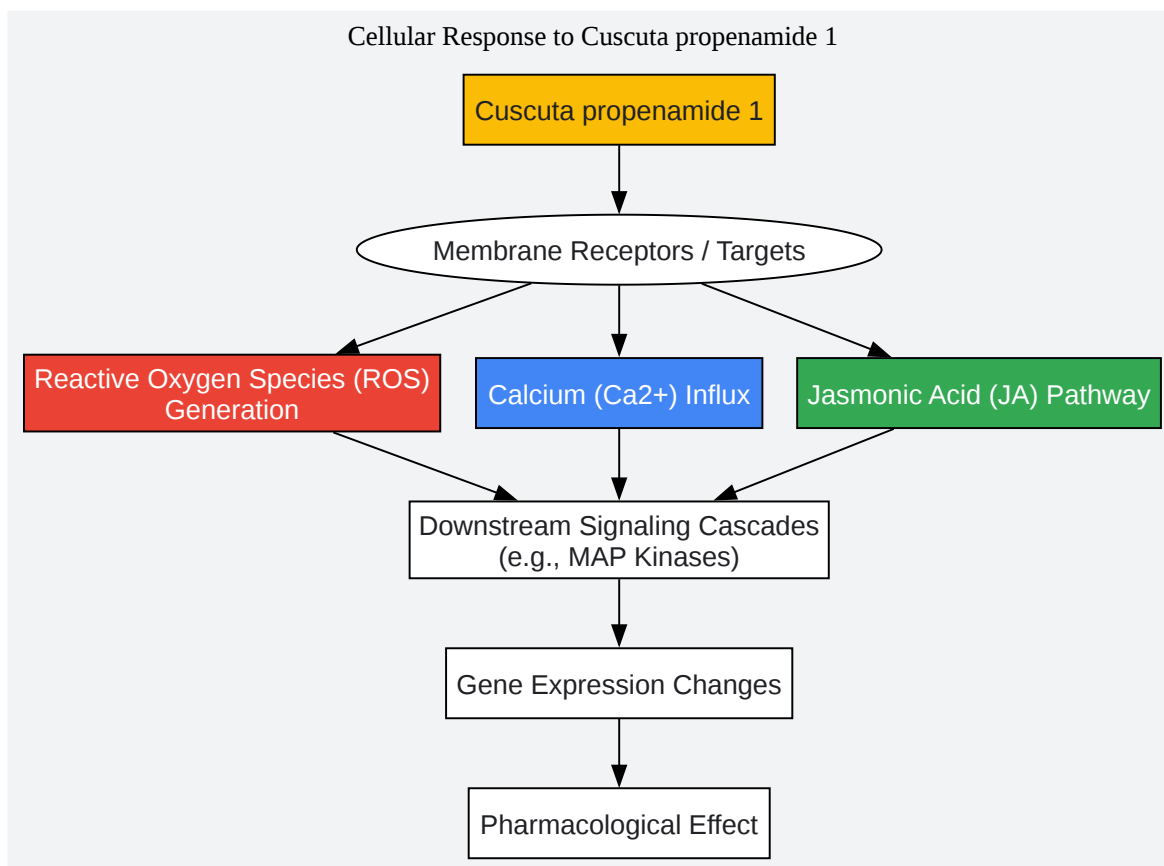 Cellular Response to Cuscuta propenamide 1
Cuscuta propenamide 1
Membrane Receptors / Targets
Reactive Oxygen Species (ROS)
Generation
Calcium (Ca2+) Influx
Jasmonic Acid (JA) Pathway
Downstream Signaling Cascades
(e.g., MAP Kinases)
Gene Expression Changes
Pharmacological Effect